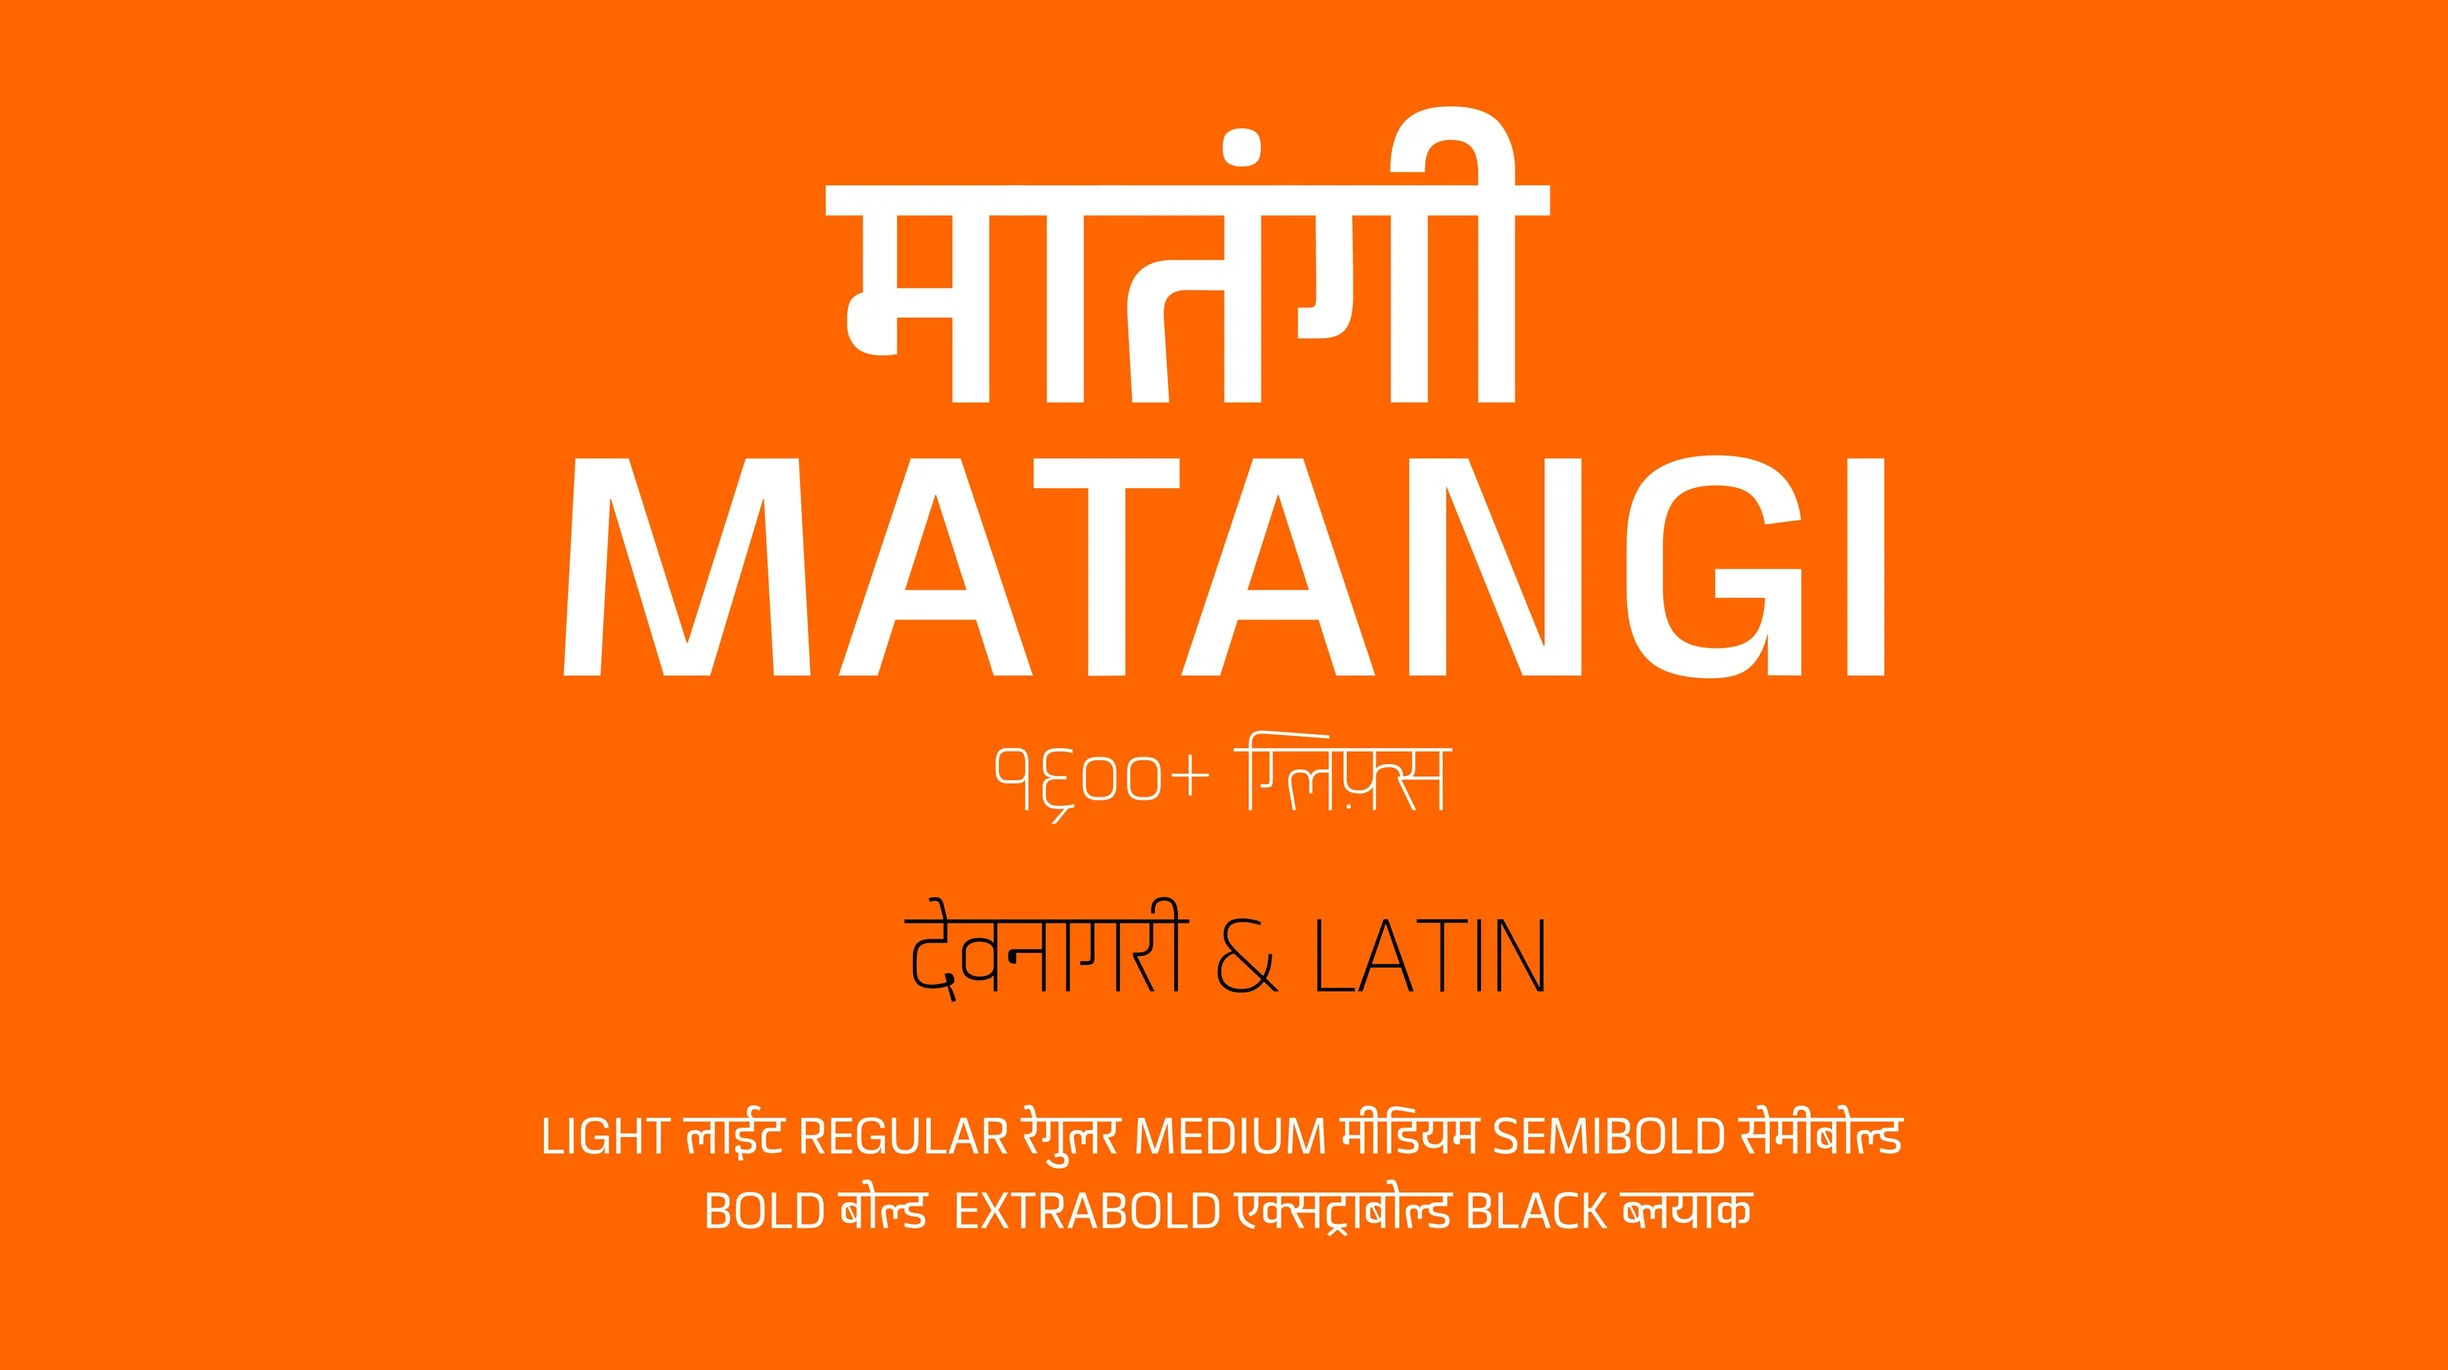 मातंगी
MATANGI
१६००+ ग्लिफ़्स
देवनागरी & LATIN
LIGHT लाईट REGULAR रेगुलर MEDIUM मीडियम SEMIBOLD सेमीबोल्ड
BOLD बोल्ड EXTRABOLD एक्सट्राबोल्ड BLACK ब्लयाक